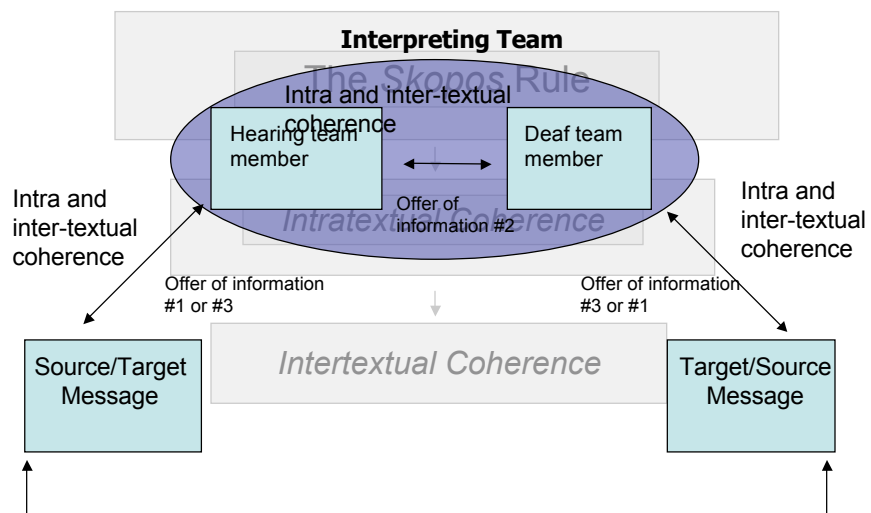 Interpreting Team
The Skopos Rule
Intra and inter-textual
coherence
Hearing team
member
Deaf team
member
Offer of
information #2
Intratextual Coherence
Intra and
inter-textual
coherence
Intra and
inter-textual
coherence
Offer of information
#1 or #3
Offer of information
#3 or #1
Source/Target
Message
Intertextual Coherence
Target/Source
Message